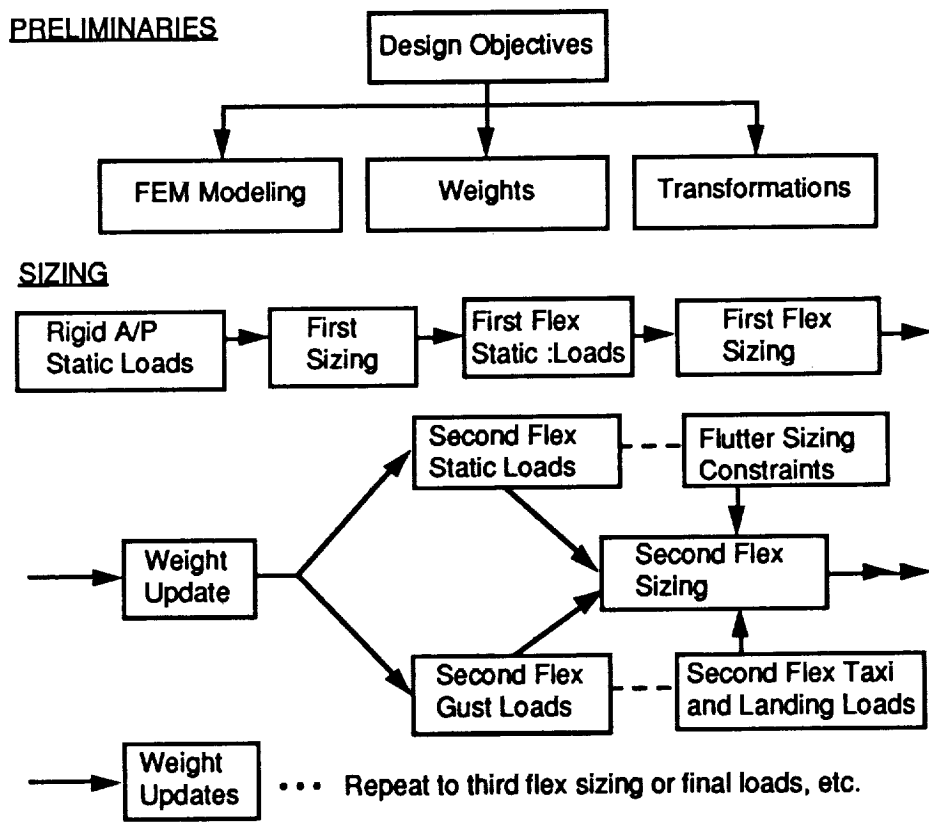 PRELIMINARIES
Design Objectives
FEM Modeling
Weights
Transformations
SIZING
Rigid A/P
Static Loads
First
Sizing
First Flex
Static :Loads
First Flex
Sizing
Second Flex
Static Loads
Flutter Sizing
Constraints
Weight
Update
Second Flex
Sizing
Second Flex
Gust Loads
Second Flex Taxi
and Landing Loads
Weight
Updates
• • • Repeat to third flex sizing or final loads, etc.